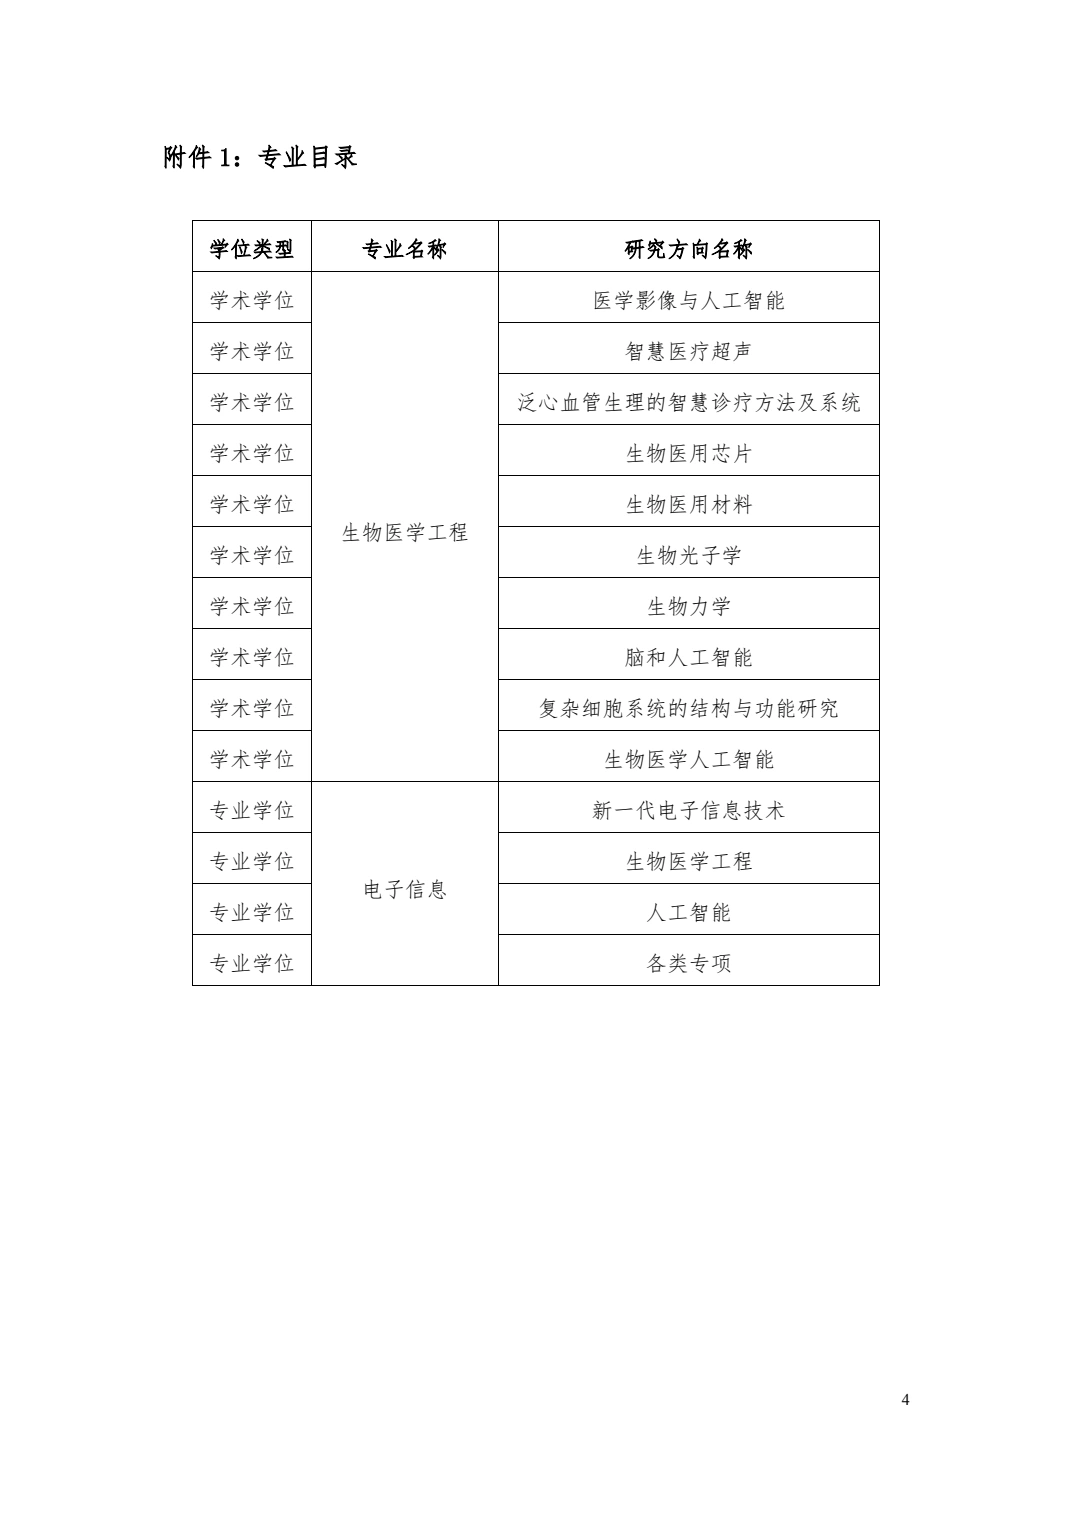 附件 1：专业目录
学位类型 专业名称 研究方向名称
学术学位 医学影像与人工智能
学术学位 智慧医疗超声
学术学位 泛心血管生理的智慧诊疗方法及系统
学术学位 生物医用芯片
学术学位 生物医用材料
生物医学工程
学术学位 生物光子学
学术学位 生物力学
学术学位 脑和人工智能
学术学位 复杂细胞系统的结构与功能研究
学术学位 生物医学人工智能
专业学位 新一代电子信息技术
专业学位 生物医学工程
电子信息
专业学位 人工智能
专业学位 各类专项
4